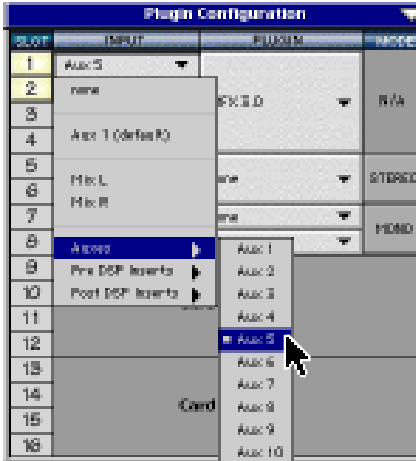 Plugin Configuration
SLOT INPUT PLUGIN MODE
1 Aux 5
2 none
3 FX 3.0 N/A
4 Aux 1 (default)
5
6 Mix L STEREO
7 Mix R MONO
8 Auxes Aux 1
9 Pre DSP Inserts Aux 2
10 Post DSP Inserts Aux 3
11 Aux 4
12 Aux 5
13 Aux 6
14 Aux 7
Card Aux 8
15 Aux 9
16 Aux 10